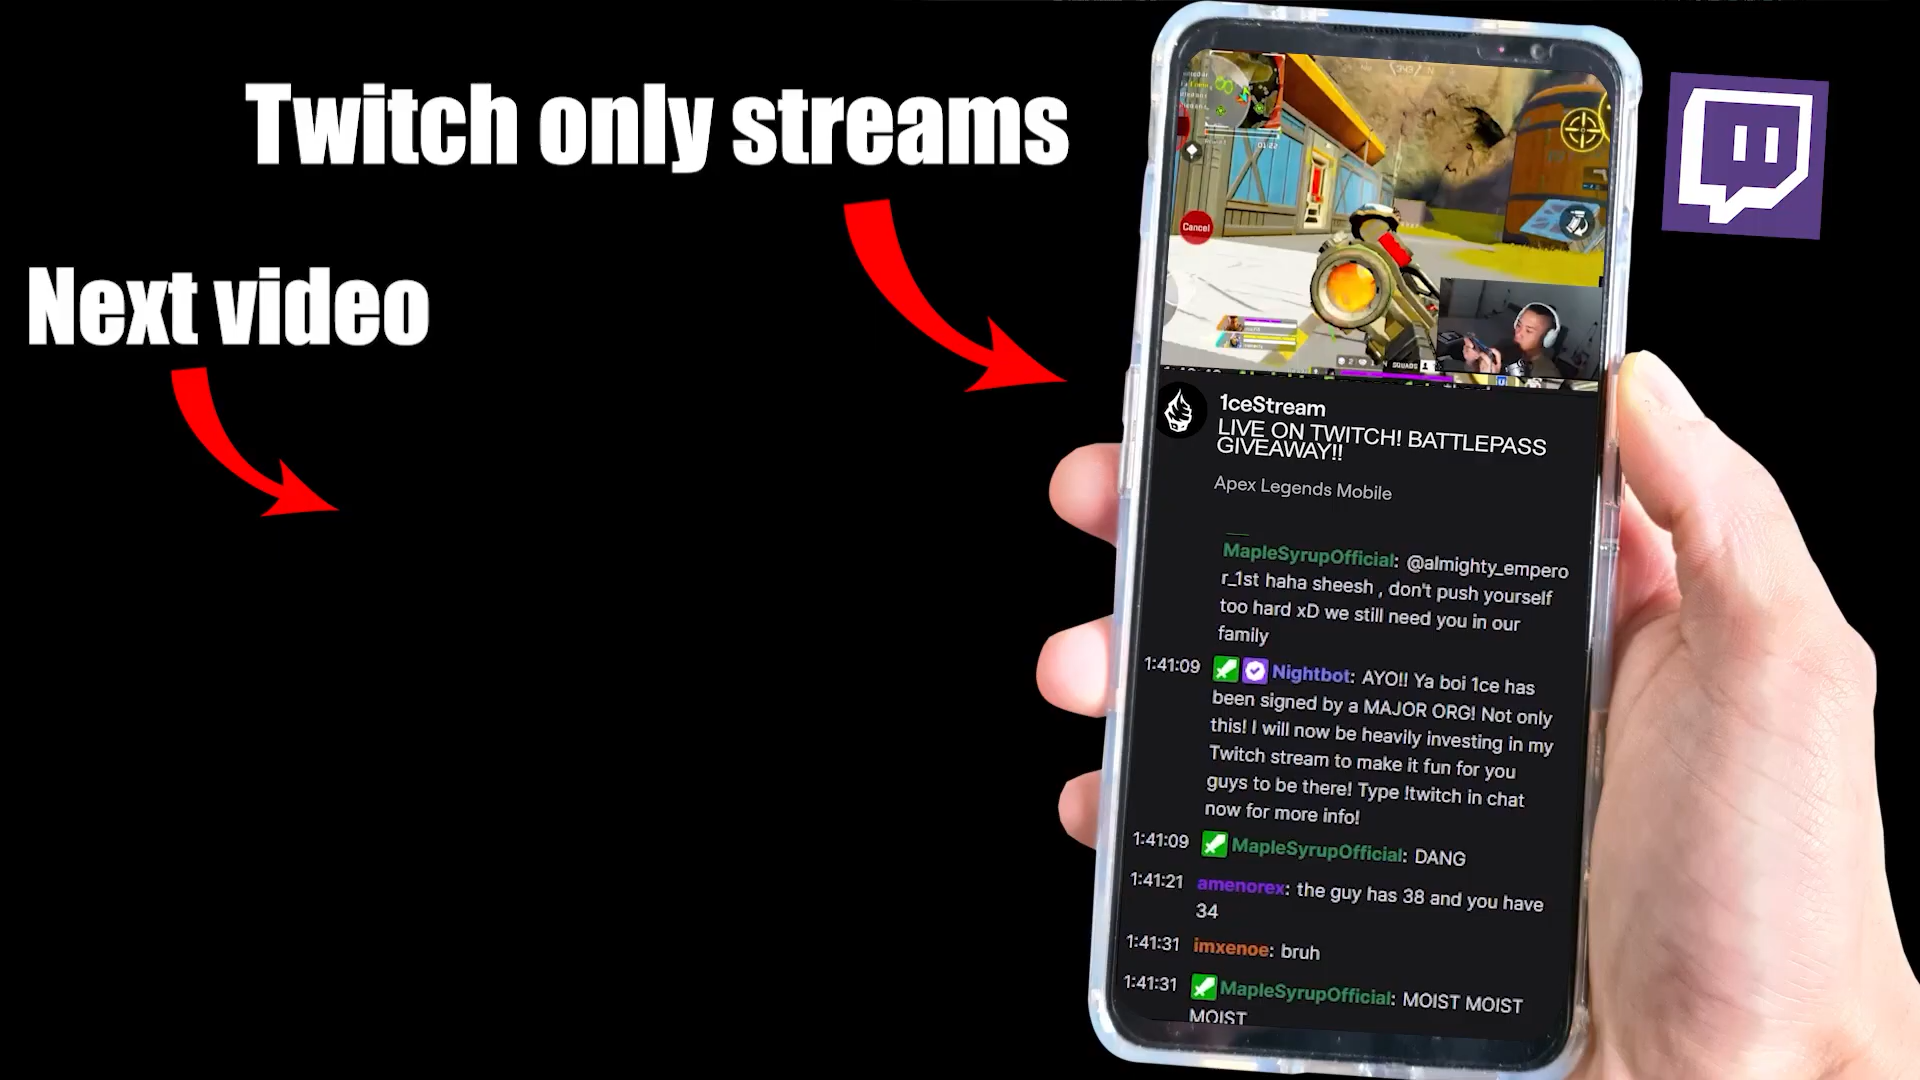 Twitch only streams
Next video
Cancel
01:22
SQUADS
1ceStream
LIVE ON TWITCH! BATTLEPASS
GIVEAWAY!!
Apex Legends Mobile
MapleSyrupOfficial: @almighty_empero
r_1st haha sheesh , don't push yourself
too hard xD we still need you in our
family
1:41:09 Nightbot: AYO!! Ya boi 1ce has
been signed by a MAJOR ORG! Not only
this! I will now be heavily investing in my
Twitch stream to make it fun for you
guys to be there! Type !twitch in chat
now for more info!
1:41:09 MapleSyrupOfficial: DANG
1:41:21 amenorex: the guy has 38 and you have
34
1:41:31 imxenoe: bruh
1:41:31 MapleSyrupOfficial: MOIST MOIST
MOIST